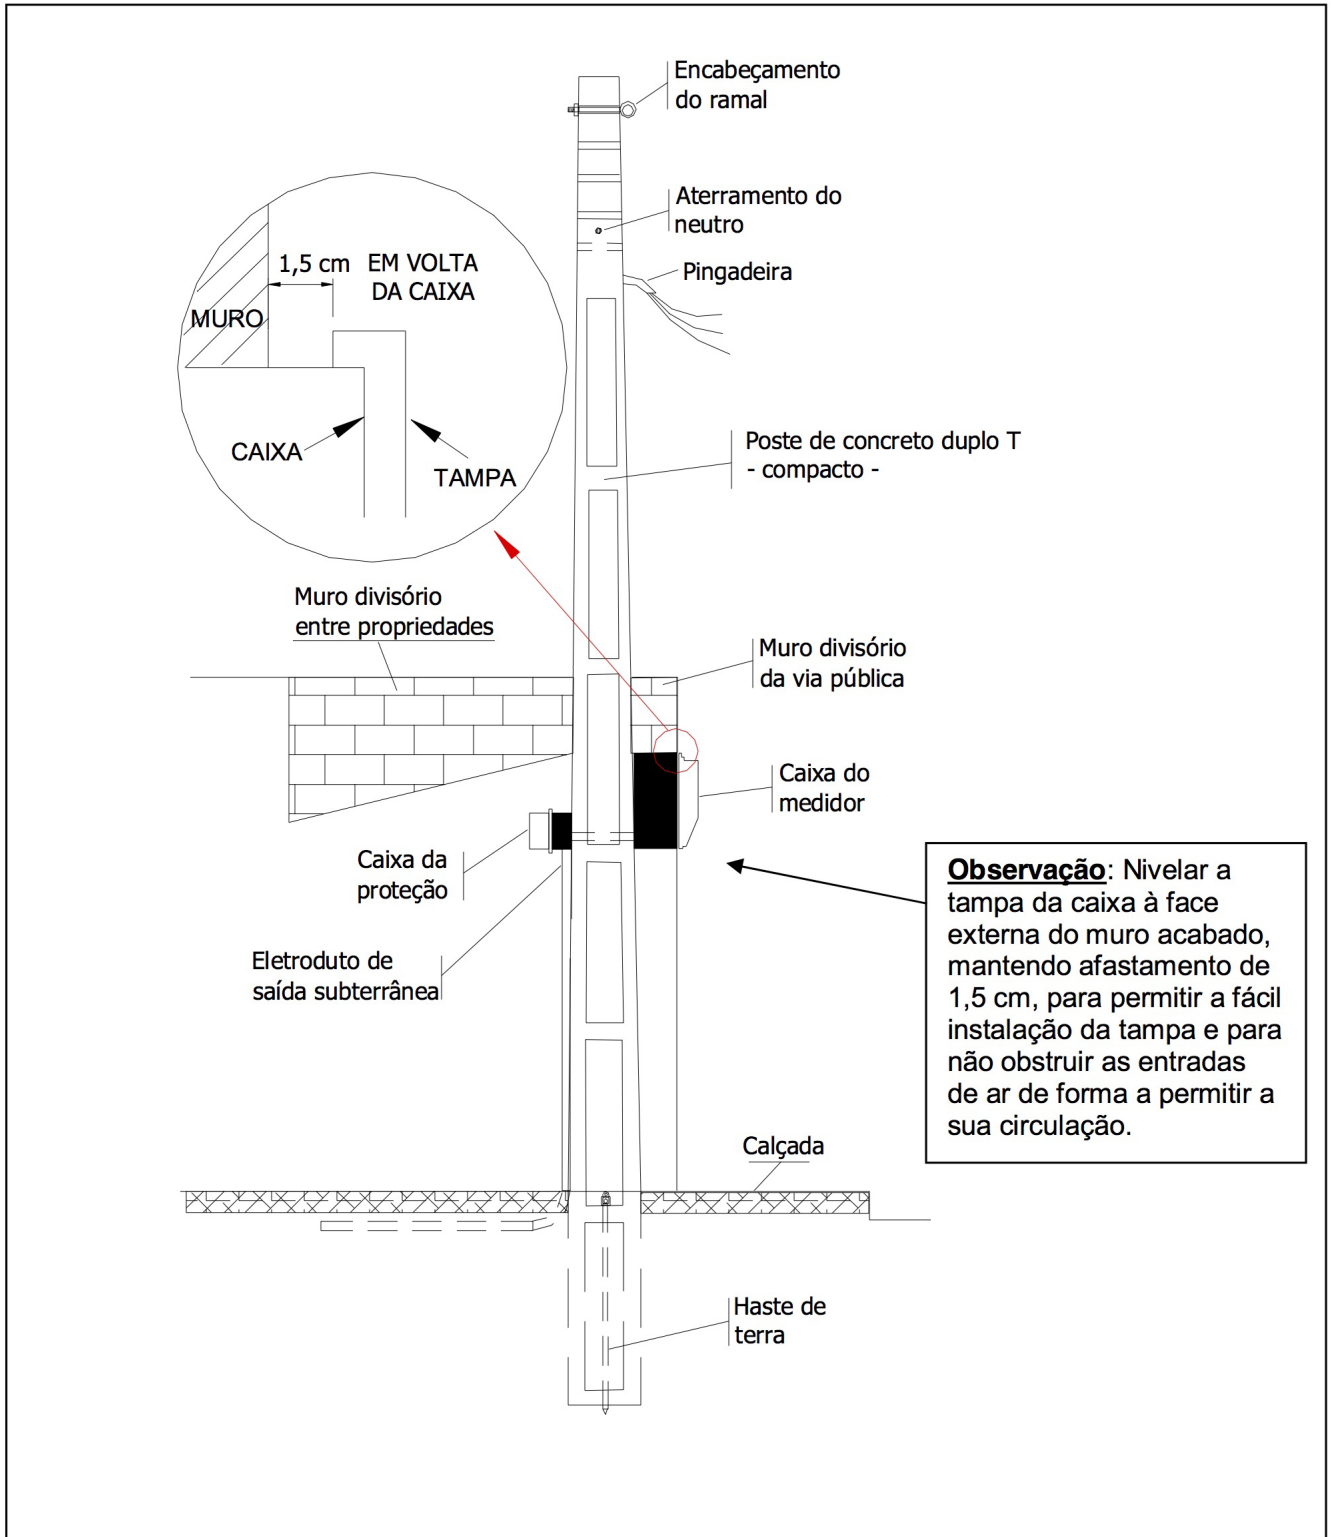 Encabeçamento
do ramal
Aterramento do
neutro
Pingadeira
1,5 cm EM VOLTA
DA CAIXA
MURO
CAIXA
TAMPA
Poste de concreto duplo T
- compacto -
Muro divisório
entre propriedades
Muro divisório
da via pública
Caixa do
medidor
Caixa da
proteção
Eletroduto de
saída subterrânea
Observação: Nivelar a
tampa da caixa à face
externa do muro acabado,
mantendo afastamento de
1,5 cm, para permitir a fácil
instalação da tampa e para
não obstruir as entradas
de ar de forma a permitir a
sua circulação.
Calçada
Haste de
terra